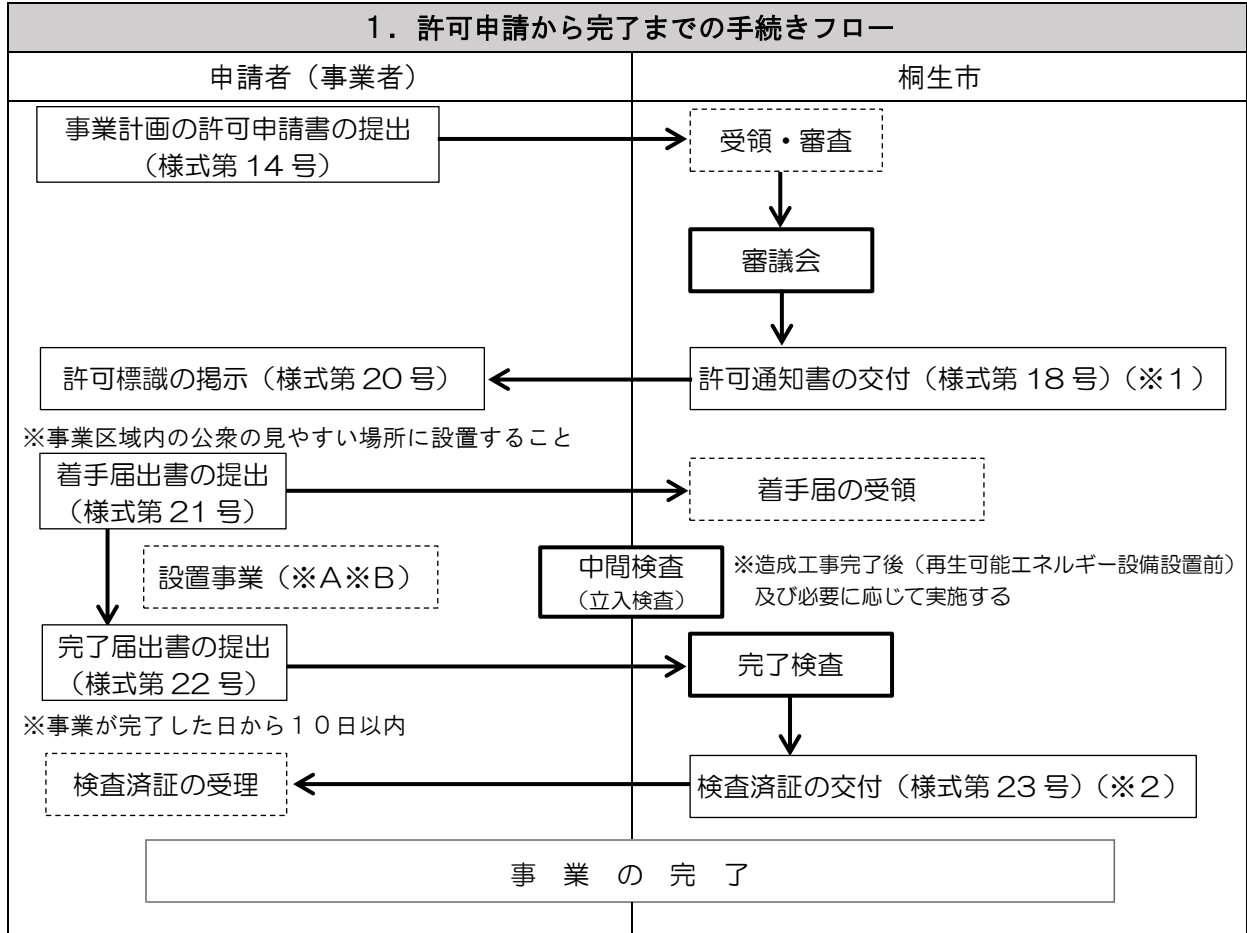 １．許可申請から完了までの手続きフロー
申請者（事業者）
桐生市
事業計画の許可申請書の提出
（様式第 14 号）
受領・審査
審議会
許可標識の掲示（様式第 20 号）
許可通知書の交付（様式第 18 号）（※１）
※事業区域内の公衆の見やすい場所に設置すること
着手届出書の提出
（様式第 21 号）
着手届の受領
設置事業（※A※B）
中間検査
（立入検査）
※造成工事完了後（再生可能エネルギー設備設置前）
及び必要に応じて実施する
完了届出書の提出
（様式第 22 号）
完了検査
※事業が完了した日から１０日以内
検査済証の受理
検査済証の交付（様式第 23 号）（※２）
事 業 の 完 了